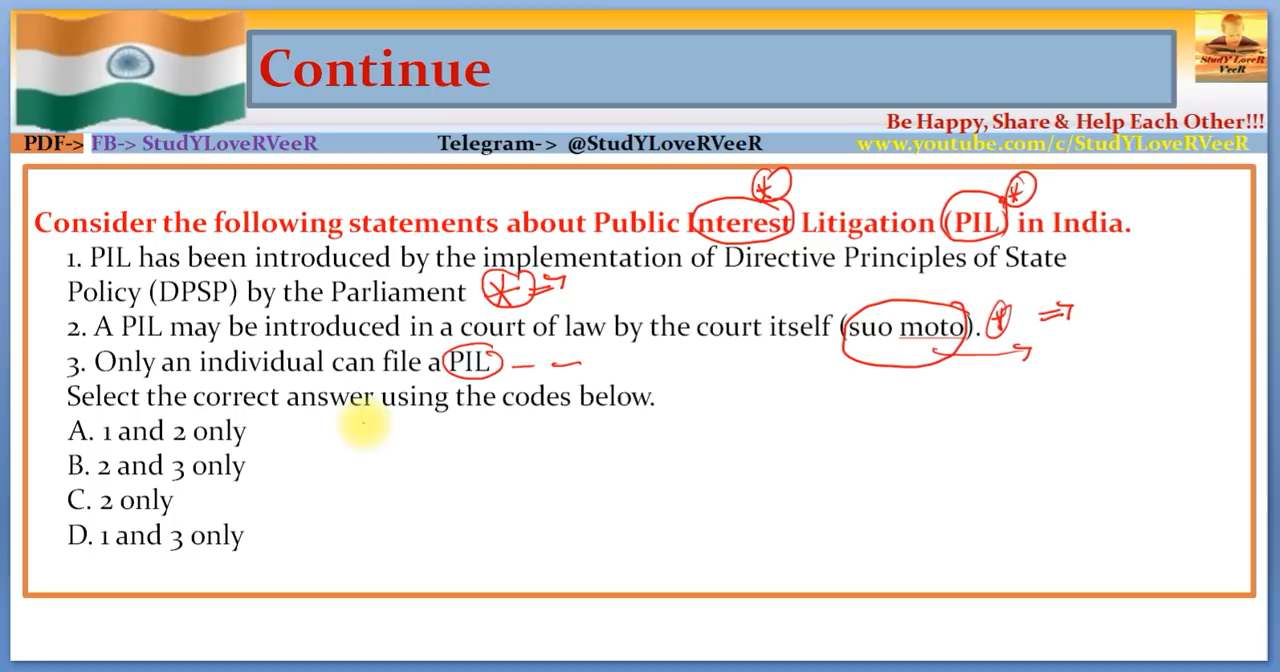 Continue
StudY LoveR
VeeR
Be Happy, Share & Help Each Other!!!
PDF-> FB-> StudYLoveRVeeR Telegram-> @StudYLoveRVeeR www.youtube.com/c/StudYLoveRVeeR
Consider the following statements about Public Interest Litigation (PIL) in India.
1. PIL has been introduced by the implementation of Directive Principles of State
Policy (DPSP) by the Parliament
2. A PIL may be introduced in a court of law by the court itself (suo moto).
3. Only an individual can file a PIL
Select the correct answer using the codes below.
A. 1 and 2 only
B. 2 and 3 only
C. 2 only
D. 1 and 3 only